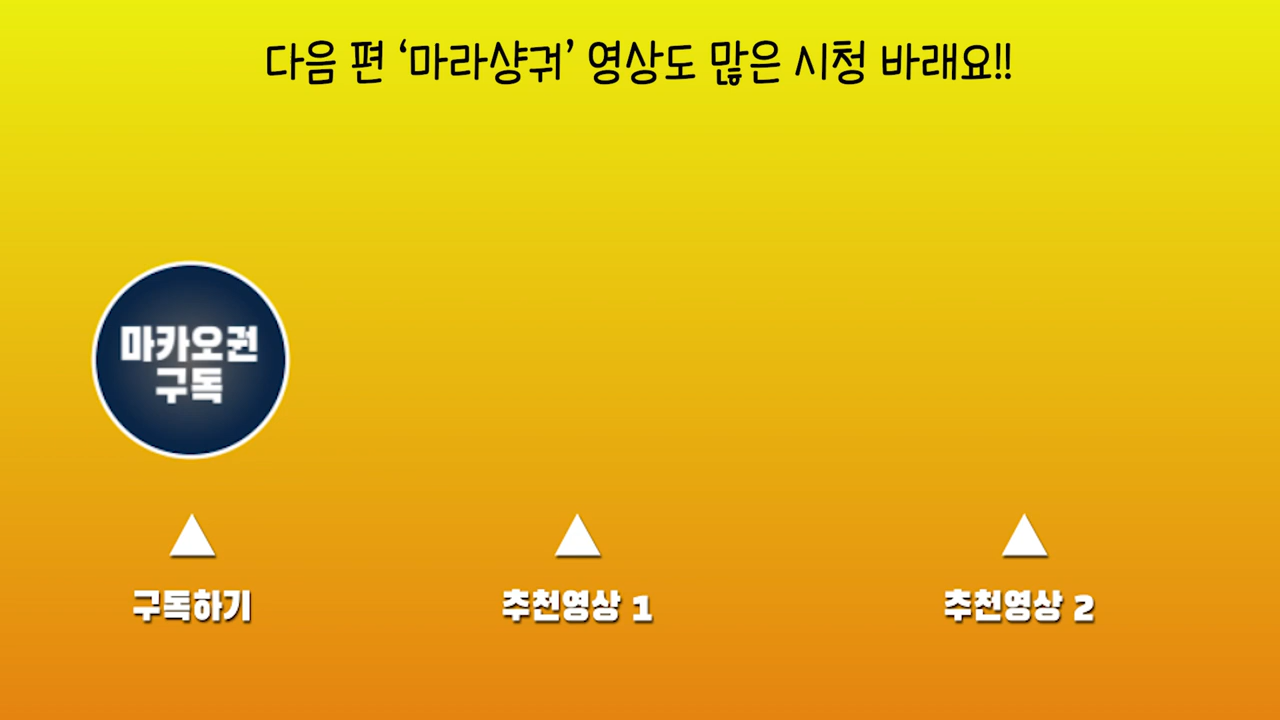 다음 편 ‘마라샹궈’ 영상도 많은 시청 바래요!!
마카오권
구독
구독하기
추천영상 1
추천영상 2